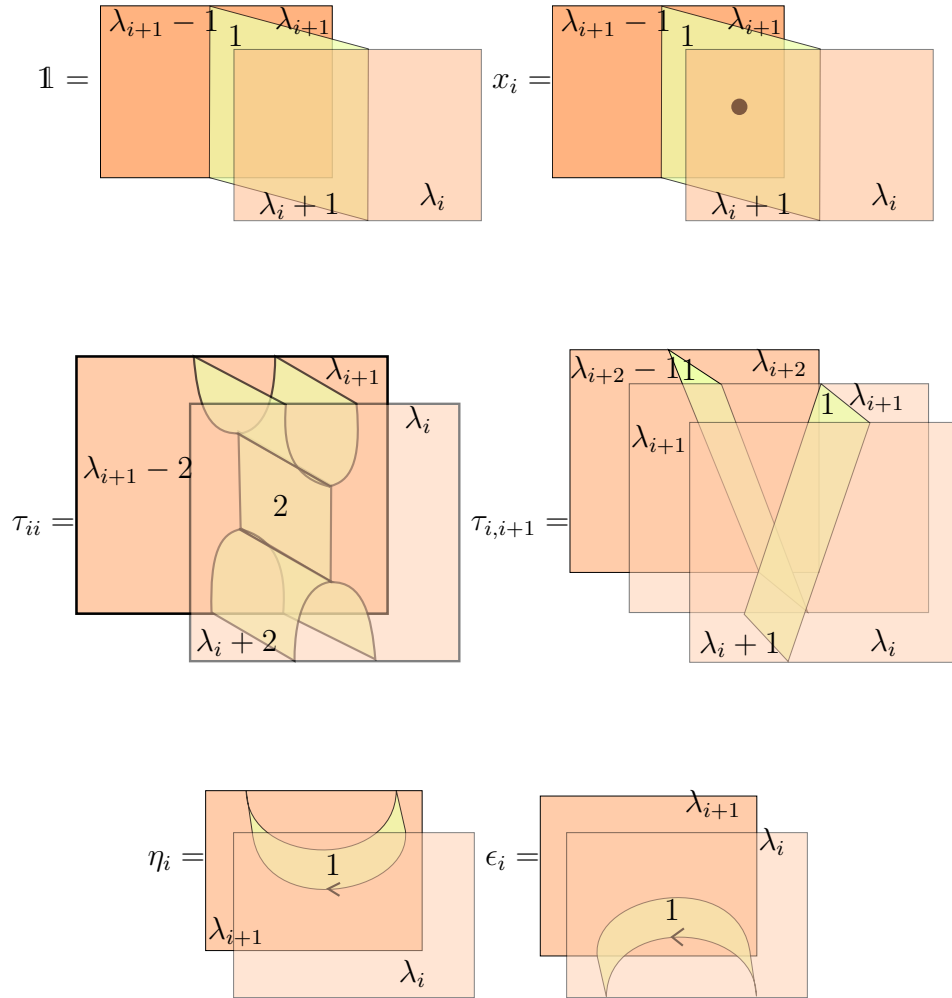 𝟙 = λ_{i+1} − 1 1 λ_{i+1} λ_i + 1 λ_i
x_i = λ_{i+1} − 1 1 λ_{i+1} λ_i + 1 λ_i
τ_{ii} = λ_{i+1} λ_i λ_{i+1} − 2 2 λ_i + 2
τ_{i,i+1} = λ_{i+2} − 1 1 λ_{i+2} 1 λ_{i+1} λ_{i+1} λ_i + 1 λ_i
η_i = 1 λ_{i+1} λ_i
ϵ_i = λ_{i+1} λ_i 1